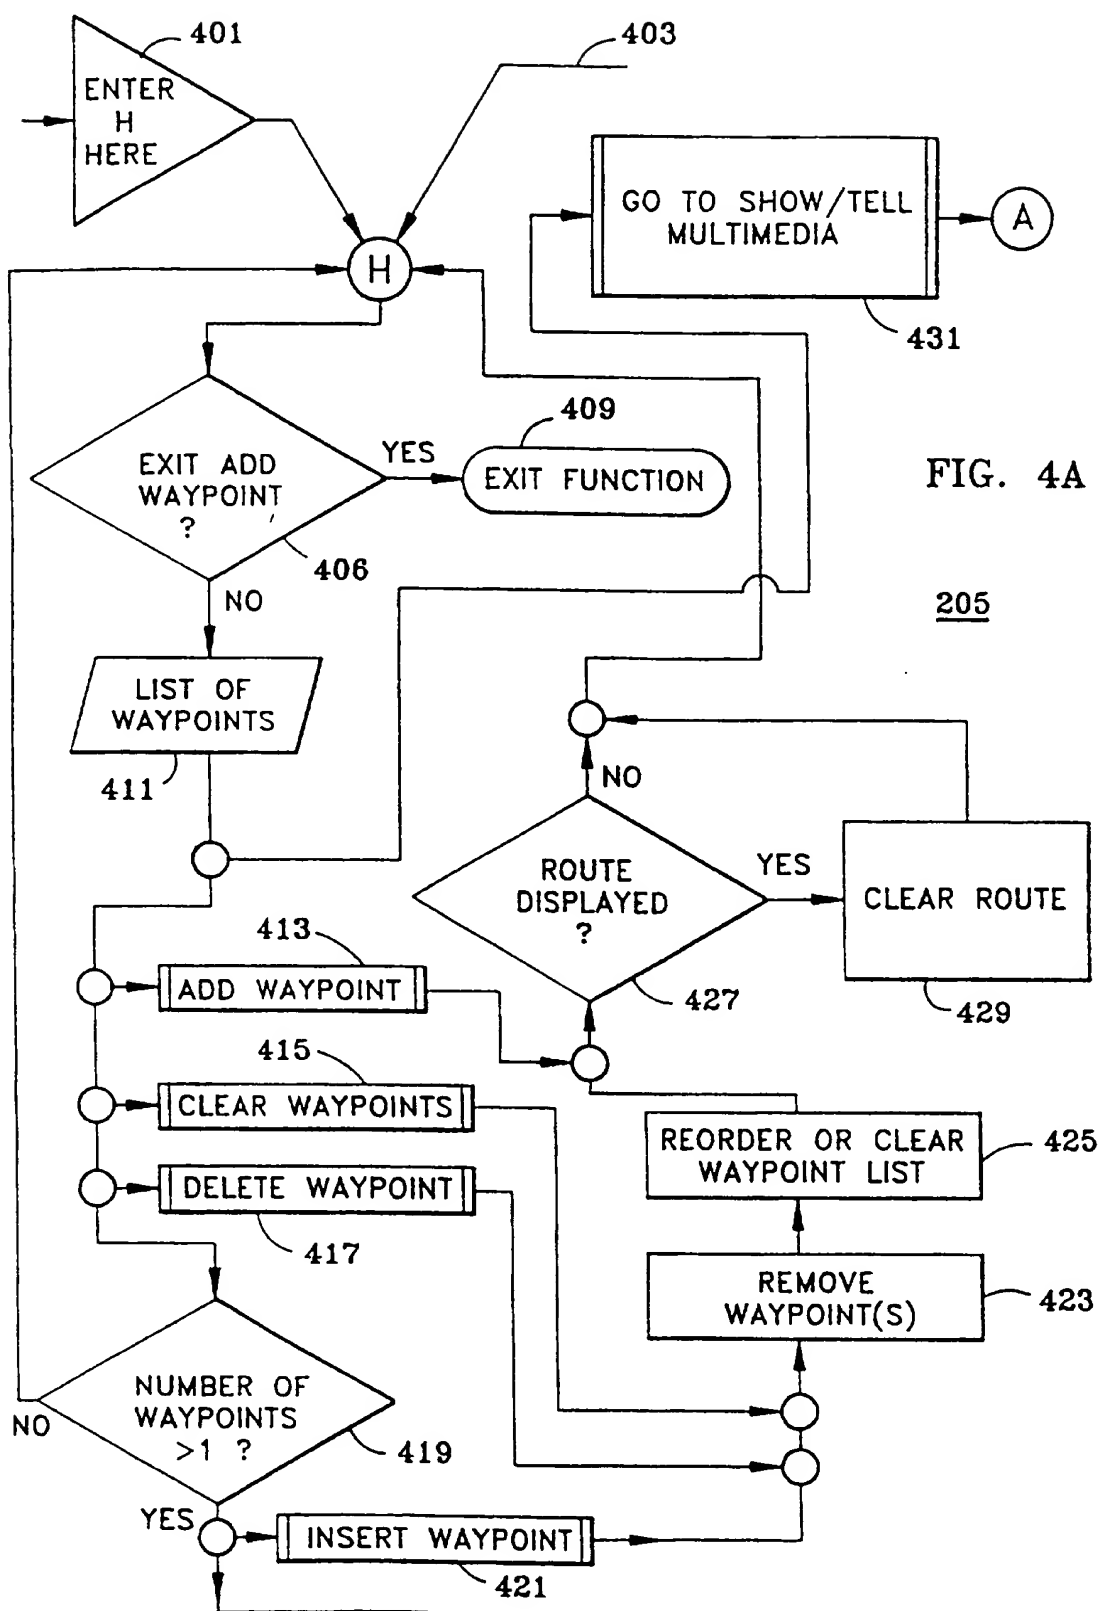 401
403
ENTER
H
HERE
GO TO SHOW/TELL
MULTIMEDIA
A
H
431
409
EXIT ADD
WAYPOINT
?
YES
EXIT FUNCTION
FIG. 4A
406
NO
205
LIST OF
WAYPOINTS
411
NO
ROUTE
DISPLAYED
?
YES
CLEAR ROUTE
413
ADD WAYPOINT
427
429
415
CLEAR WAYPOINTS
REORDER OR CLEAR
WAYPOINT LIST
425
DELETE WAYPOINT
417
REMOVE
WAYPOINT(S)
423
NUMBER OF
WAYPOINTS
>1 ?
NO
419
YES
INSERT WAYPOINT
421